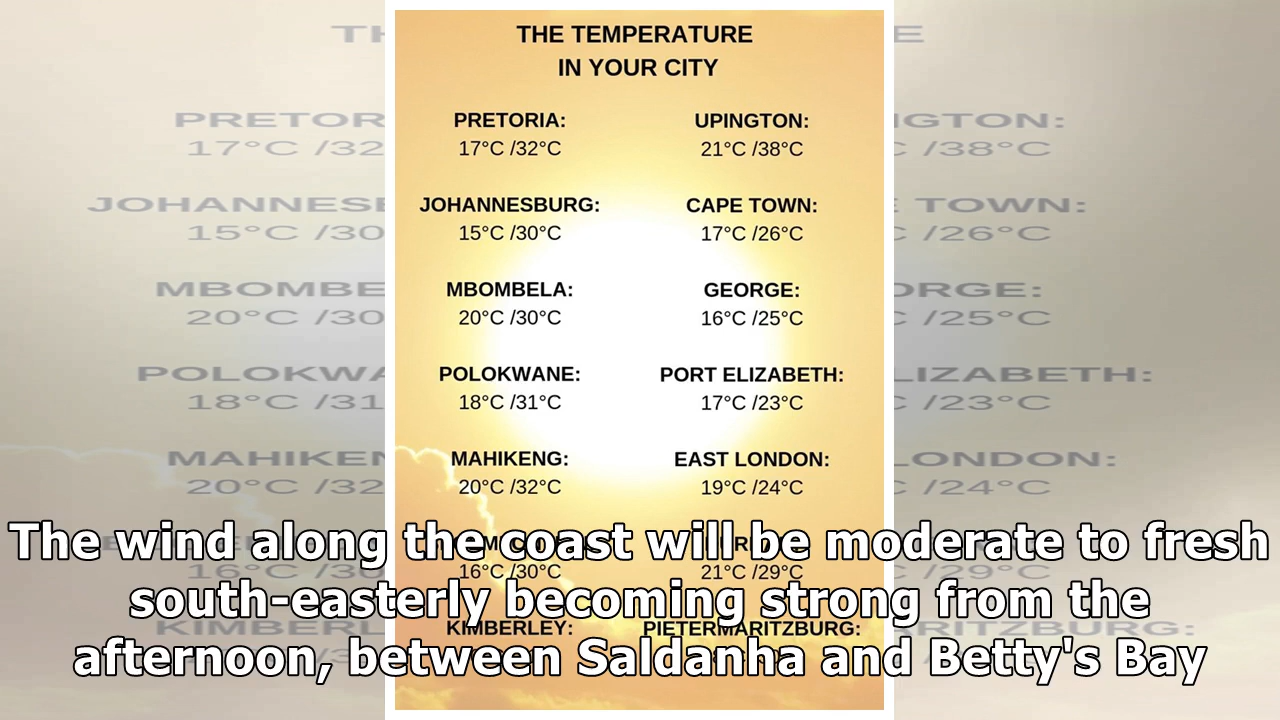 THE TEMPERATURE
IN YOUR CITY
PRETORIA: UPINGTON:
17°C /32°C 21°C /38°C
JOHANNESBURG: CAPE TOWN:
15°C /30°C 17°C /26°C
MBOMBELA: GEORGE:
20°C /30°C 16°C /25°C
POLOKWANE: PORT ELIZABETH:
18°C /31°C 17°C /23°C
MAHIKENG: EAST LONDON:
20°C /32°C 19°C /24°C
16°C /30°C 21°C /29°C
KIMBERLEY: PIETERMARITZBURG:
The wind along the coast will be moderate to fresh
south-easterly becoming strong from the
afternoon, between Saldanha and Betty's Bay